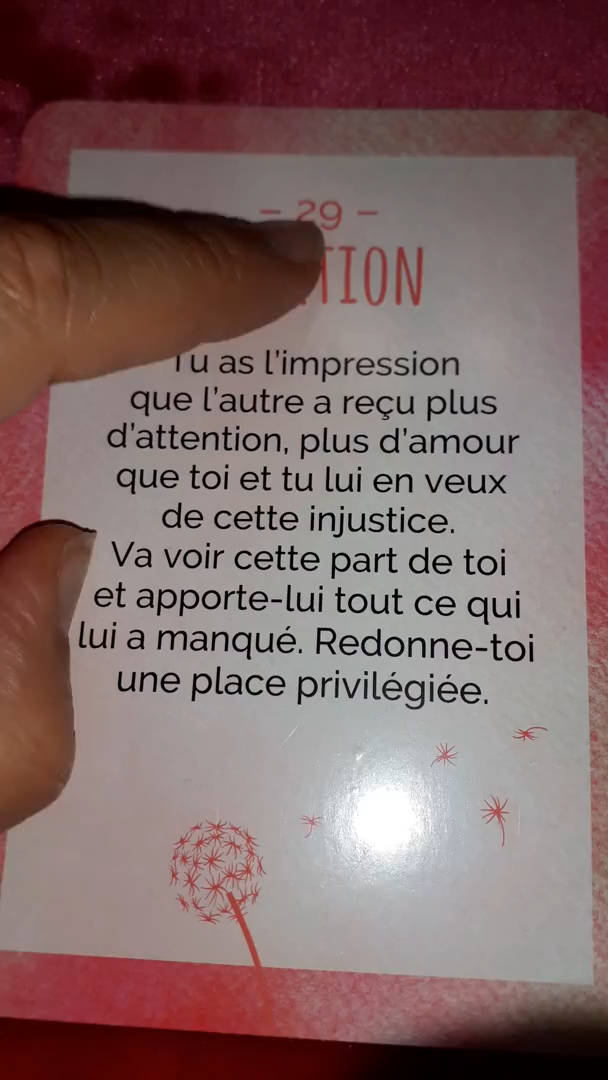 - 29 -
Tu as l'impression
que l'autre a reçu plus
d'attention, plus d'amour
que toi et tu lui en veux
de cette injustice.
Va voir cette part de toi
et apporte-lui tout ce qui
lui a manqué. Redonne-toi
une place privilégiée.